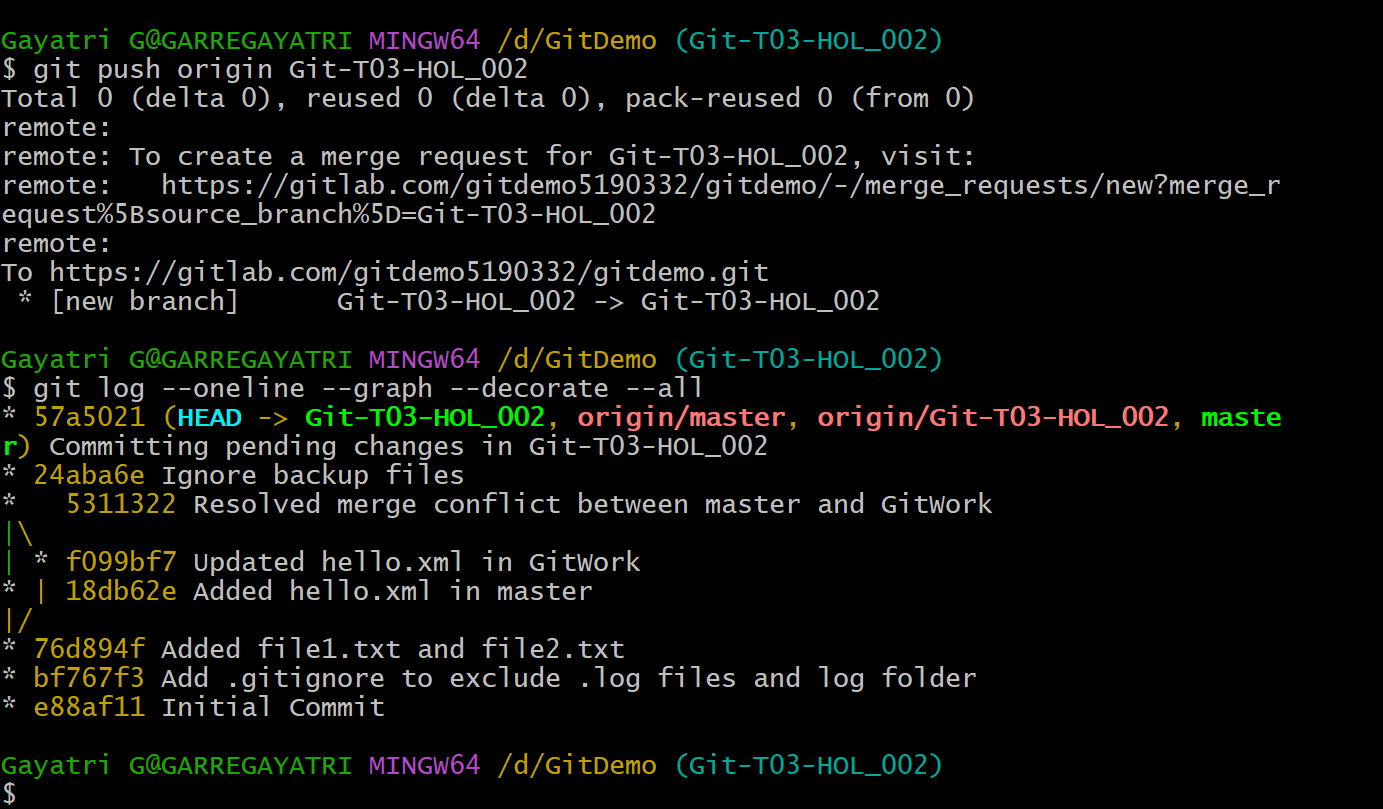 Gayatri G@GARREGAYATRI MINGW64 /d/GitDemo (Git-T03-HOL_002)
$ git push origin Git-T03-HOL_002
Total 0 (delta 0), reused 0 (delta 0), pack-reused 0 (from 0)
remote:
remote: To create a merge request for Git-T03-HOL_002, visit:
remote:   https://gitlab.com/gitdemo5190332/gitdemo/-/merge_requests/new?merge_r
equest%5Bsource_branch%5D=Git-T03-HOL_002
remote:
To https://gitlab.com/gitdemo5190332/gitdemo.git
 * [new branch]      Git-T03-HOL_002 -> Git-T03-HOL_002

Gayatri G@GARREGAYATRI MINGW64 /d/GitDemo (Git-T03-HOL_002)
$ git log --oneline --graph --decorate --all
* 57a5021 (HEAD -> Git-T03-HOL_002, origin/master, origin/Git-T03-HOL_002, maste
r) Committing pending changes in Git-T03-HOL_002
* 24aba6e Ignore backup files
*   5311322 Resolved merge conflict between master and GitWork
|\
| * f099bf7 Updated hello.xml in GitWork
* | 18db62e Added hello.xml in master
|/
* 76d894f Added file1.txt and file2.txt
* bf767f3 Add .gitignore to exclude .log files and log folder
* e88af11 Initial Commit

Gayatri G@GARREGAYATRI MINGW64 /d/GitDemo (Git-T03-HOL_002)
$